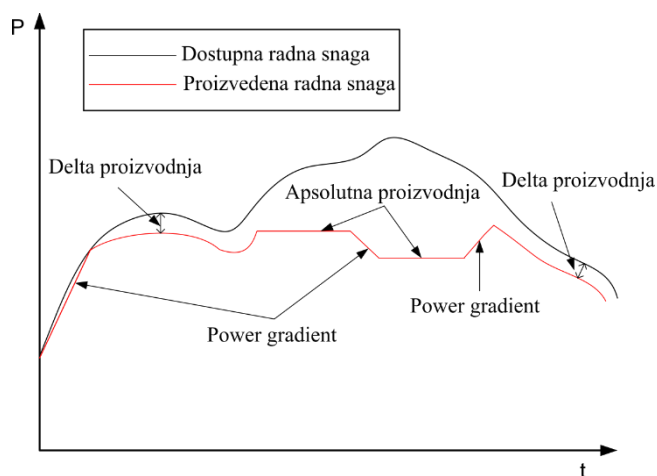 P
Dostupna radna snaga
Proizvedena radna snaga
Delta proizvodnja
Apsolutna proizvodnja
Delta proizvodnja
Power gradient
Power gradient
t